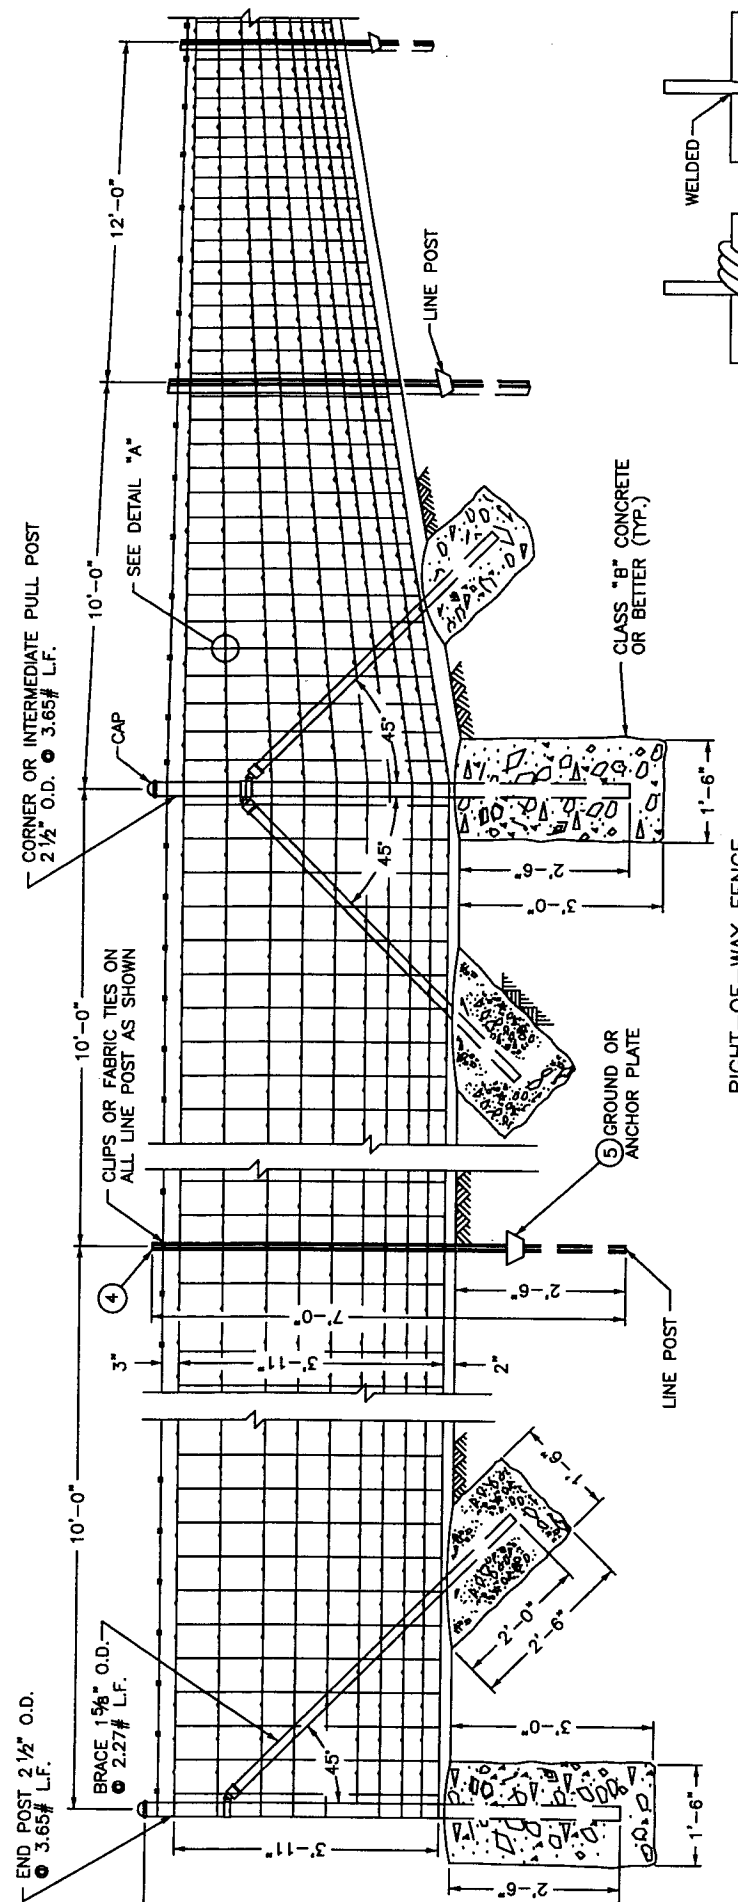 END POST 2 1/2" O.D.
@ 3.65# L.F.
BRACE 1 5/8" O.D.
@ 2.27# L.F.
10'-0"
45°
3'-11"
2'-6"
3'-0"
1'-6"
2'-0"
2'-6"
1'-6"
CLIPS OR FABRIC TIES ON
ALL LINE POST AS SHOWN
4
3"
3'-11"
7'-0"
2'-6"
2"
LINE POST
5 GROUND OR
ANCHOR PLATE
10'-0"
CORNER OR INTERMEDIATE PULL POST
2 1/2" O.D. @ 3.65# L.F.
CAP
45°
45°
2'-6"
3'-0"
1'-6"
CLASS "B" CONCRETE
OR BETTER (TYP.)
10'-0"
SEE DETAIL "A"
12'-0"
LINE POST
WELDED